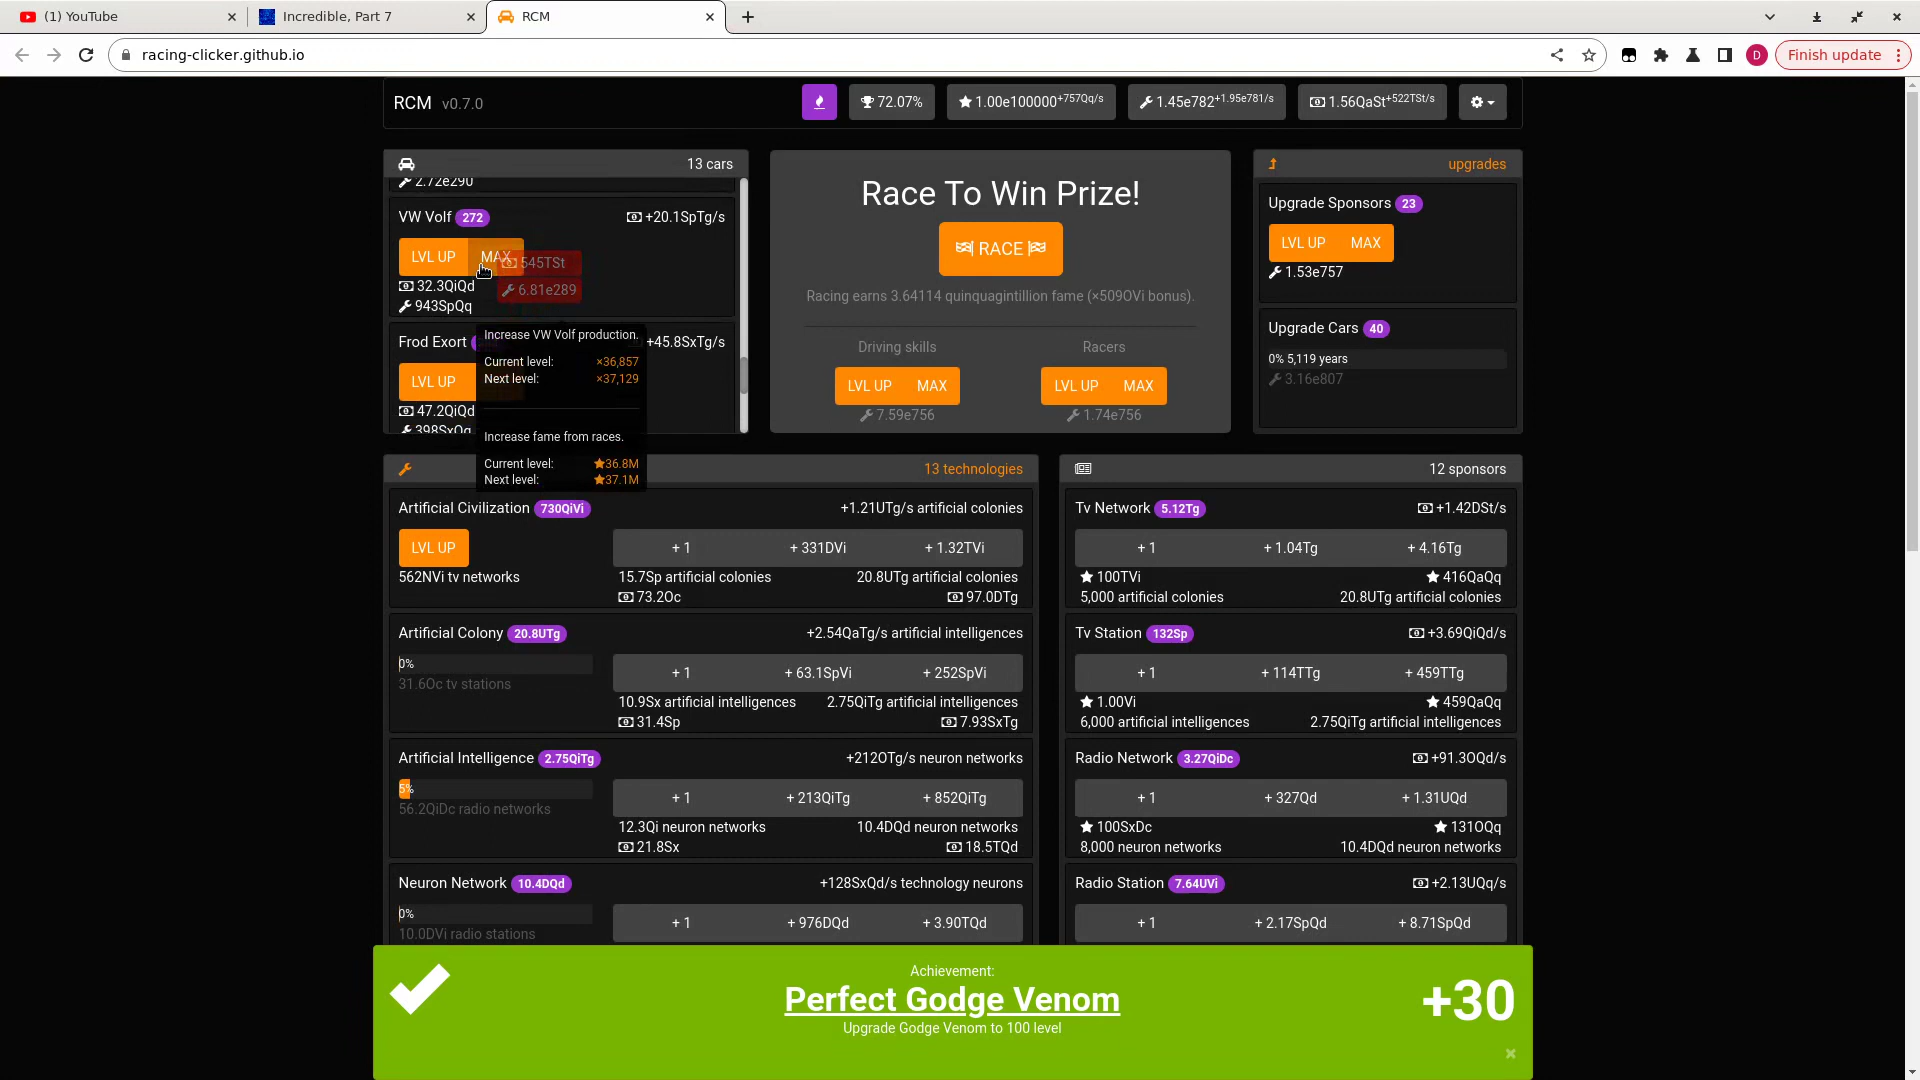 (1) YouTube
Incredible, Part 7
RCM
racing-clicker.github.io
D
Finish update
RCM v0.7.0
72.07%
1.00e100000+757Qq/s
1.45e782+1.95e781/s
1.56QaSt+522TSt/s
13 cars
2.72e290
VW Volf 272
+20.1SpTg/s
LVL UP
MAX
545TSt
32.3QiQd
6.81e289
943SpQq
Frod Exort
+45.8SxTg/s
LVL UP
47.2QiQd
398SxQq
Increase VW Volf production.
Current level: ×36,857
Next level: ×37,129
Increase fame from races.
Current level: 36.8M
Next level: 37.1M
Race To Win Prize!
RACE
Racing earns 3.64114 quinquagintillion fame (×509OVi bonus).
Driving skills
Racers
LVL UP MAX
LVL UP MAX
7.59e756
1.74e756
upgrades
Upgrade Sponsors 23
LVL UP MAX
1.53e757
Upgrade Cars 40
0% 5,119 years
3.16e807
13 technologies
Artificial Civilization 730QiVi
+1.21UTg/s artificial colonies
LVL UP
+ 1
+ 331DVi
+ 1.32TVi
562NVi tv networks
15.7Sp artificial colonies
20.8UTg artificial colonies
73.2Oc
97.0DTg
Artificial Colony 20.8UTg
+2.54QaTg/s artificial intelligences
0%
+ 1
+ 63.1SpVi
+ 252SpVi
31.6Oc tv stations
10.9Sx artificial intelligences
2.75QiTg artificial intelligences
31.4Sp
7.93SxTg
Artificial Intelligence 2.75QiTg
+212OTg/s neuron networks
5%
+ 1
+ 213QiTg
+ 852QiTg
56.2QiDc radio networks
12.3Qi neuron networks
10.4DQd neuron networks
21.8Sx
18.5TQd
Neuron Network 10.4DQd
+128SxQd/s technology neurons
0%
+ 1
+ 976DQd
+ 3.90TQd
10.0DVi radio stations
12 sponsors
Tv Network 5.12Tg
+1.42DSt/s
+ 1
+ 1.04Tg
+ 4.16Tg
100TVi
416QaQq
5,000 artificial colonies
20.8UTg artificial colonies
Tv Station 132Sp
+3.69QiQd/s
+ 1
+ 114TTg
+ 459TTg
1.00Vi
459QaQq
6,000 artificial intelligences
2.75QiTg artificial intelligences
Radio Network 3.27QiDc
+91.3OQd/s
+ 1
+ 327Qd
+ 1.31UQd
100SxDc
131OQq
8,000 neuron networks
10.4DQd neuron networks
Radio Station 7.64UVi
+2.13UQq/s
+ 1
+ 2.17SpQd
+ 8.71SpQd
Achievement:
Perfect Godge Venom
Upgrade Godge Venom to 100 level
+30